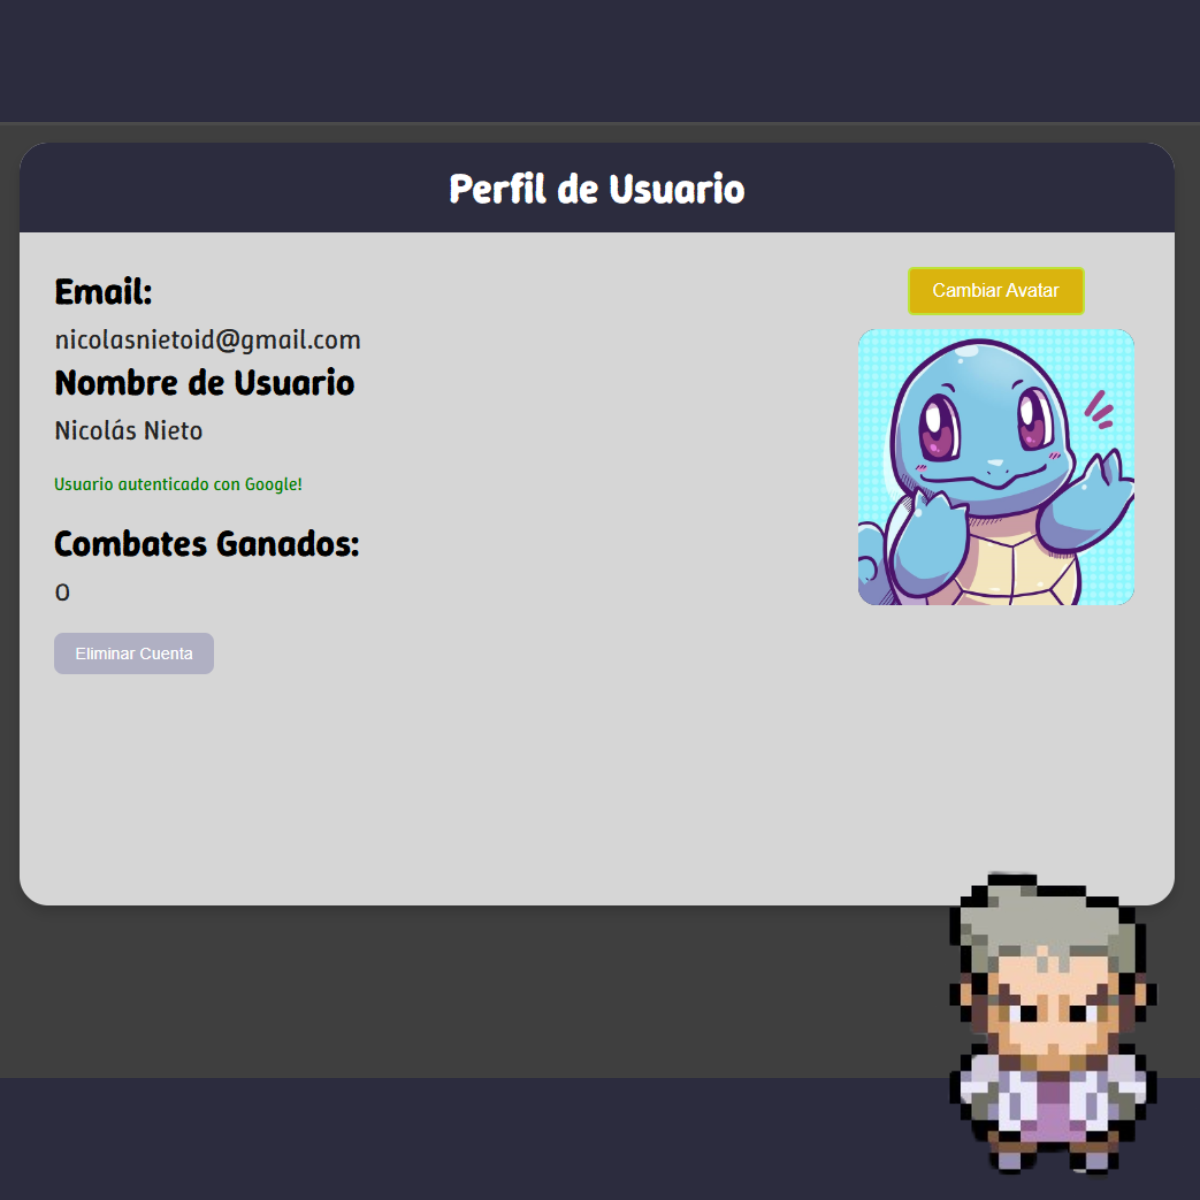 Perfil de Usuario
Email:
nicolasnietoid@gmail.com
Nombre de Usuario
Nicolás Nieto
Usuario autenticado con Google!
Combates Ganados:
0
Eliminar Cuenta
Cambiar Avatar